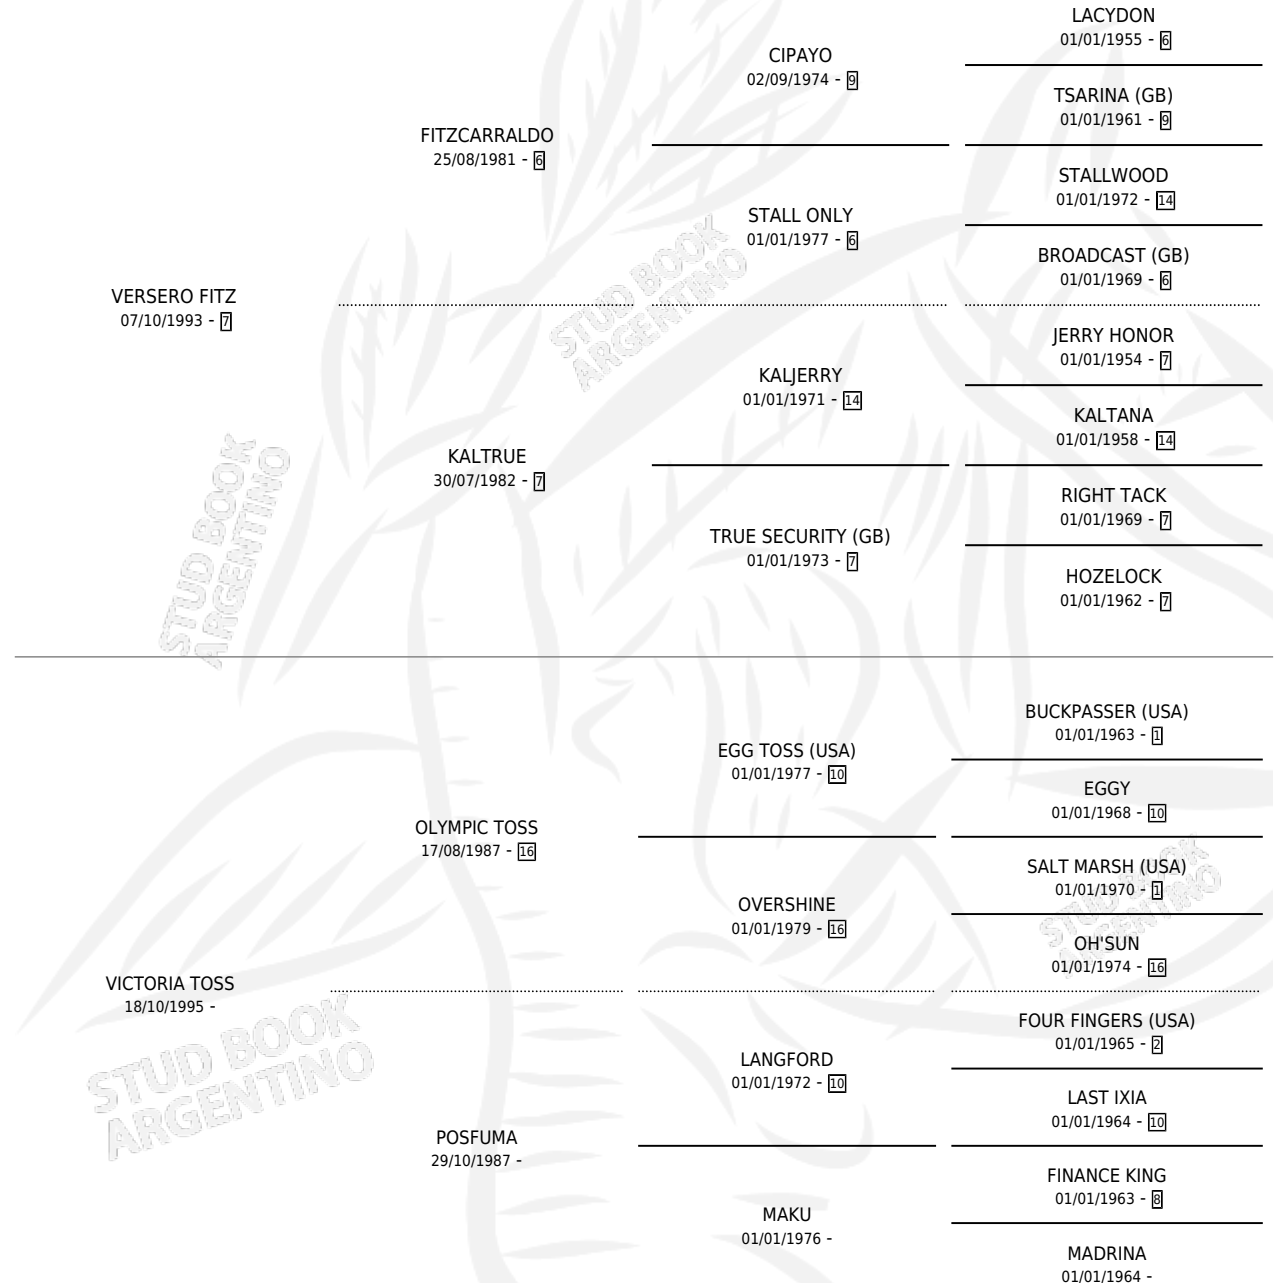 LACYDON
01/01/1955 - 6
CIPAYO
02/09/1974 - 9
TSARINA (GB)
01/01/1961 - 9
FITZCARRALDO
25/08/1981 - 6
STALLWOOD
01/01/1972 - 14
STALL ONLY
01/01/1977 - 6
BROADCAST (GB)
01/01/1969 - 6
VERSERO FITZ
07/10/1993 - 7
JERRY HONOR
01/01/1954 - 7
KALJERRY
01/01/1971 - 14
KALTANA
01/01/1958 - 14
KALTRUE
30/07/1982 - 7
RIGHT TACK
01/01/1969 - 7
TRUE SECURITY (GB)
01/01/1973 - 7
HOZELOCK
01/01/1962 - 7
BUCKPASSER (USA)
01/01/1963 - 1
EGG TOSS (USA)
01/01/1977 - 10
EGGY
01/01/1968 - 10
OLYMPIC TOSS
17/08/1987 - 16
SALT MARSH (USA)
01/01/1970 - 1
OVERSHINE
01/01/1979 - 16
OH'SUN
01/01/1974 - 16
VICTORIA TOSS
18/10/1995 -
FOUR FINGERS (USA)
01/01/1965 - 2
LANGFORD
01/01/1972 - 10
LAST IXIA
01/01/1964 - 10
POSFUMA
29/10/1987 -
FINANCE KING
01/01/1963 - 8
MAKU
01/01/1976 -
MADRINA
01/01/1964 -
STUD BOOK
ARGENTINO
STUD BOOK
ARGENTINO
STUD BOOK
ARGENTINO
STUD BOOK
ARGENTINO